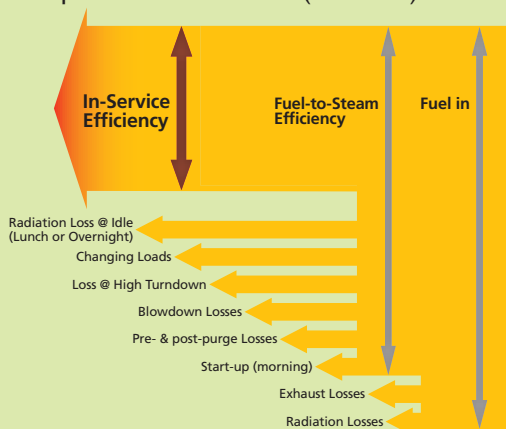 In-Service
Efficiency
Fuel-to-Steam
Efficiency
Fuel in
Radiation Loss @ Idle
(Lunch or Overnight)
Changing Loads
Loss @ High Turndown
Blowdown Losses
Pre- & post-purge Losses
Start-up (morning)
Exhaust Losses
Radiation Losses